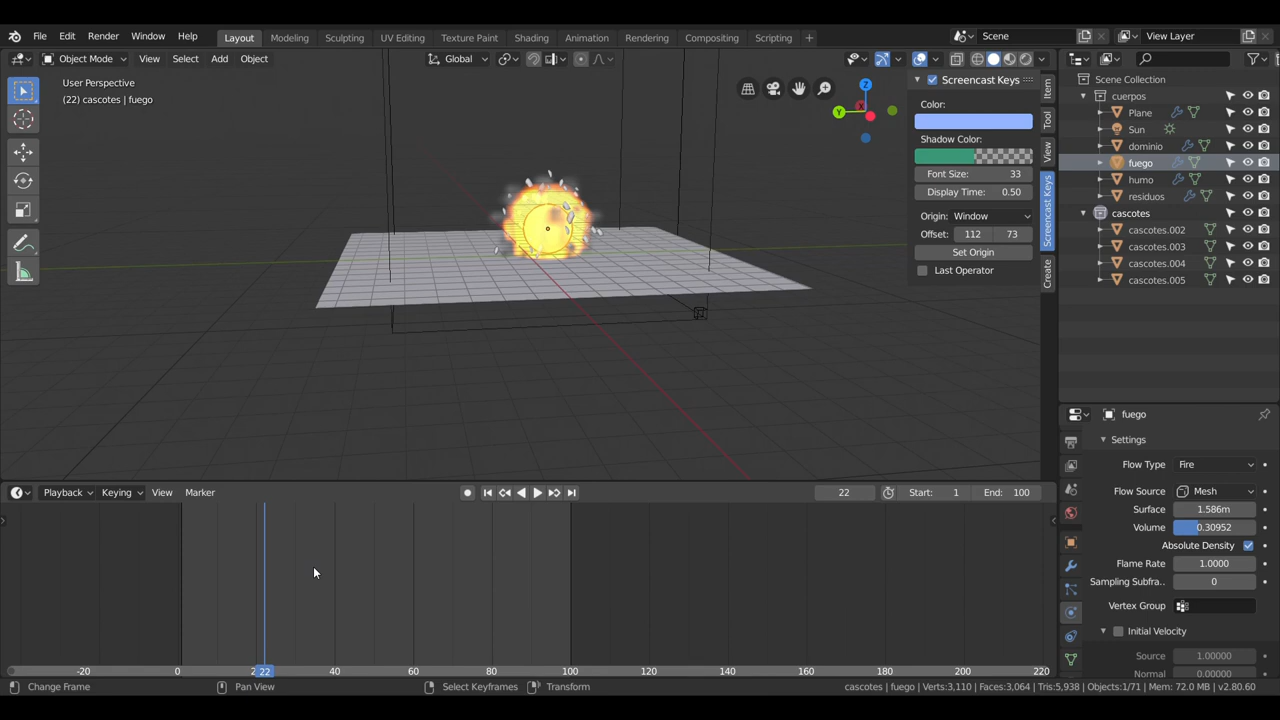 File Edit Render Window Help Layout Modeling Sculpting UV Editing Texture Paint Shading Animation Rendering Compositing Scripting + Scene View Layer
Object Mode View Select Add Object Global
User Perspective
(22) cascotes | fuego
Z
Y
Screencast Keys
Color:
Shadow Color:
Font Size: 33
Display Time: 0.50
Origin: Window
Offset: 112 73
Set Origin
Last Operator
Item
Tool
View
Screencast Keys
Create
Scene Collection
cuerpos
Plane
Sun
dominio
fuego
humo
residuos
cascotes
cascotes.002
cascotes.003
cascotes.004
cascotes.005
fuego
Settings
Flow Type Fire
Flow Source Mesh
Surface 1.586m
Volume 0.30952
Absolute Density
Flame Rate 1.0000
Sampling Subfra.. 0
Vertex Group
Initial Velocity
Source 1.00000
Normal
Playback Keying View Marker 22 Start: 1 End: 100
-20 0 22 40 60 80 100 120 140 160 180 200 220
Change Frame Pan View Select Keyframes Transform cascotes | fuego | Verts:3,110 | Faces:3,064 | Tris:5,938 | Objects:1/71 | Mem: 72.0 MB | v2.80.60